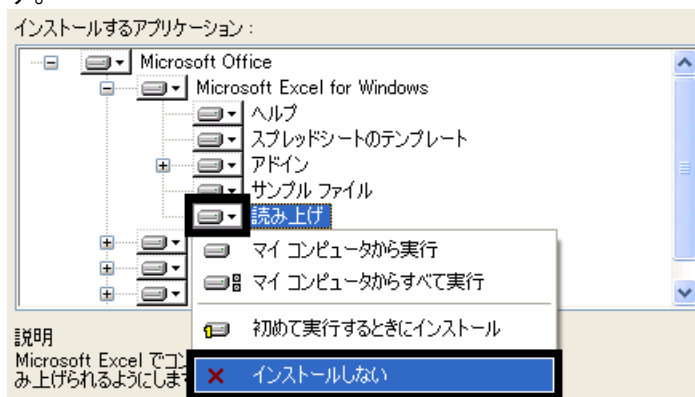 す。
インストールするアプリケーション :
Microsoft Office
Microsoft Excel for Windows
ヘルプ
スプレッドシートのテンプレート
アドイン
サンプル ファイル
読み上げ
マイ コンピュータから実行
マイ コンピュータからすべて実行
初めて実行するときにインストール
インストールしない
説明
Microsoft Excel でコン
み上げられるようにしま